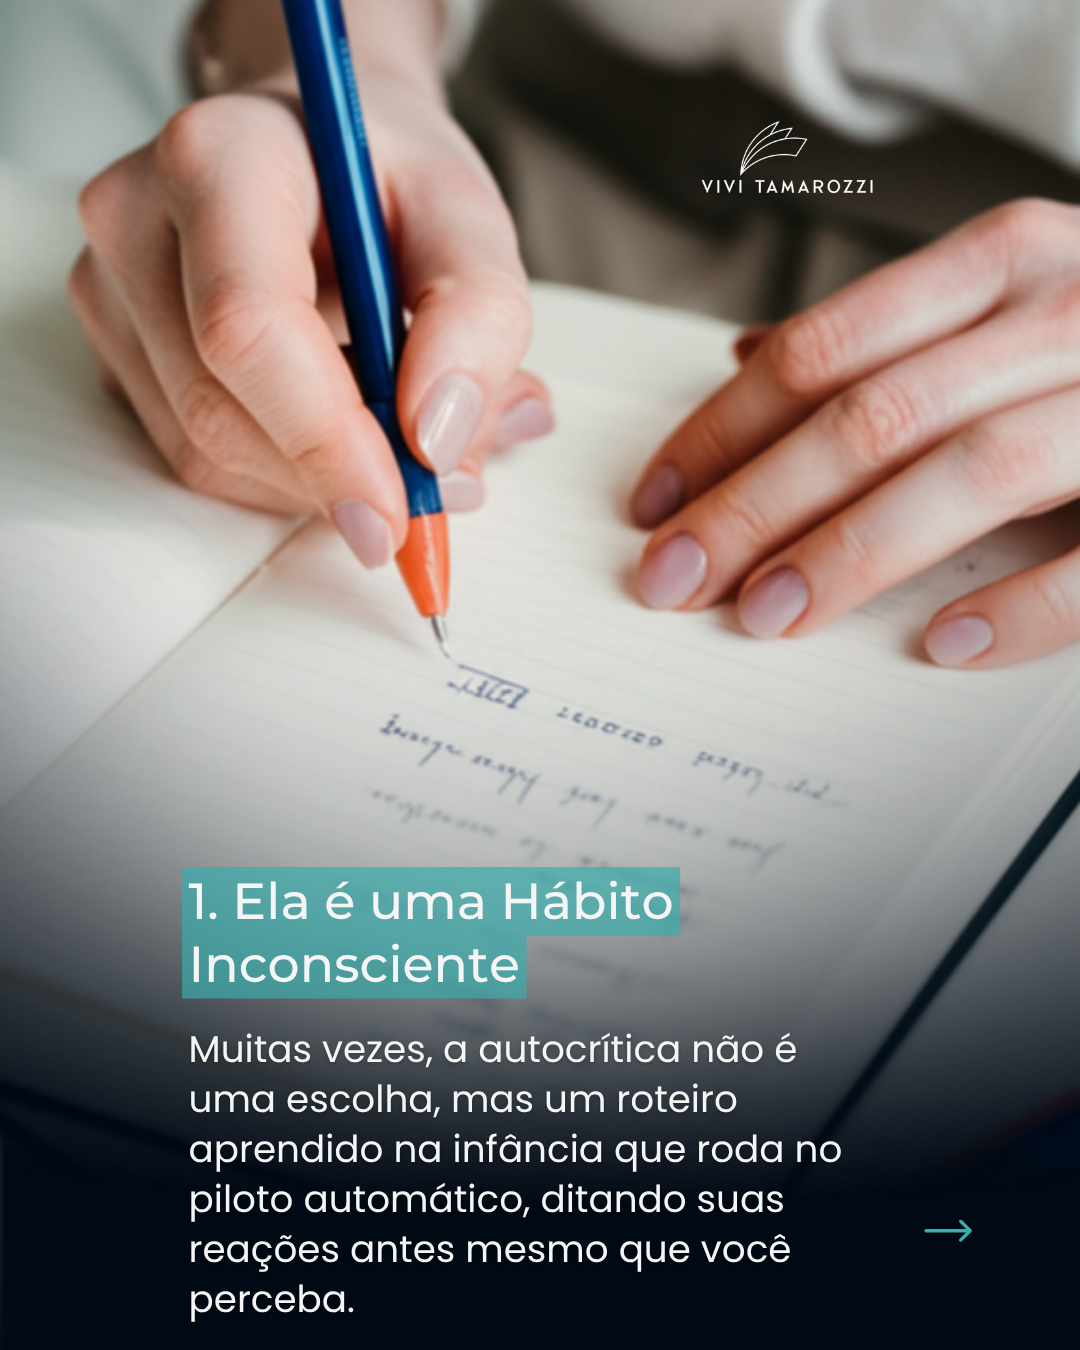 VIVI TAMAROZZI
1. Ela é uma Hábito
Inconsciente
Muitas vezes, a autocrítica não é
uma escolha, mas um roteiro
aprendido na infância que roda no
piloto automático, ditando suas
reações antes mesmo que você
perceba.